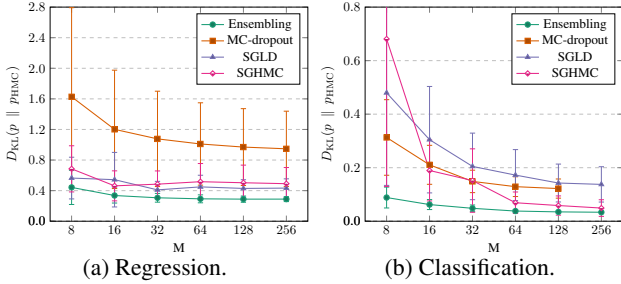 2.8
2.4
2.0
1.6
1.2
0.8
0.4
0.0
D_KL(p ∥ p_HMC)
Ensembling
MC-dropout
SGLD
SGHMC
8 16 32 64 128 256
M
(a) Regression.
0.8
0.6
0.4
0.2
0.0
D_KL(p ∥ p_HMC)
Ensembling
MC-dropout
SGLD
SGHMC
8 16 32 64 128 256
M
(b) Classification.